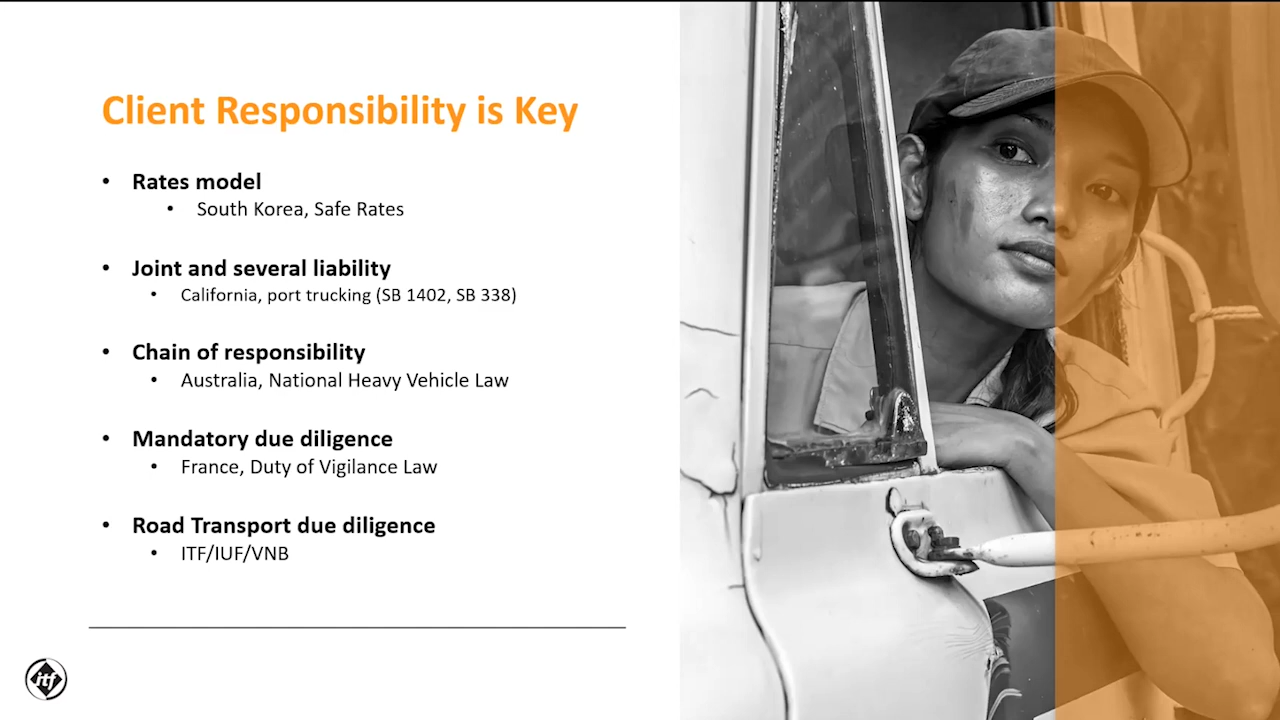 Client Responsibility is Key
• Rates model
• South Korea, Safe Rates
• Joint and several liability
• California, port trucking (SB 1402, SB 338)
• Chain of responsibility
• Australia, National Heavy Vehicle Law
• Mandatory due diligence
• France, Duty of Vigilance Law
• Road Transport due diligence
• ITF/IUF/VNB
itf